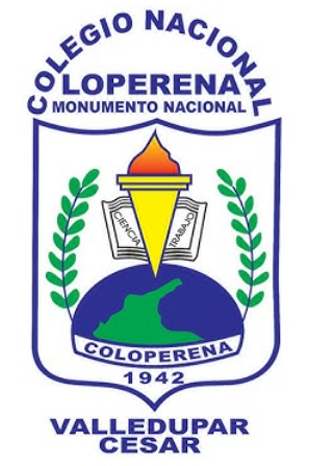 COLEGIO NACIONAL
LOPERENA
MONUMENTO NACIONAL
CIENCIA
TRABAJO
COLOPERENA
1942
VALLEDUPAR
CESAR